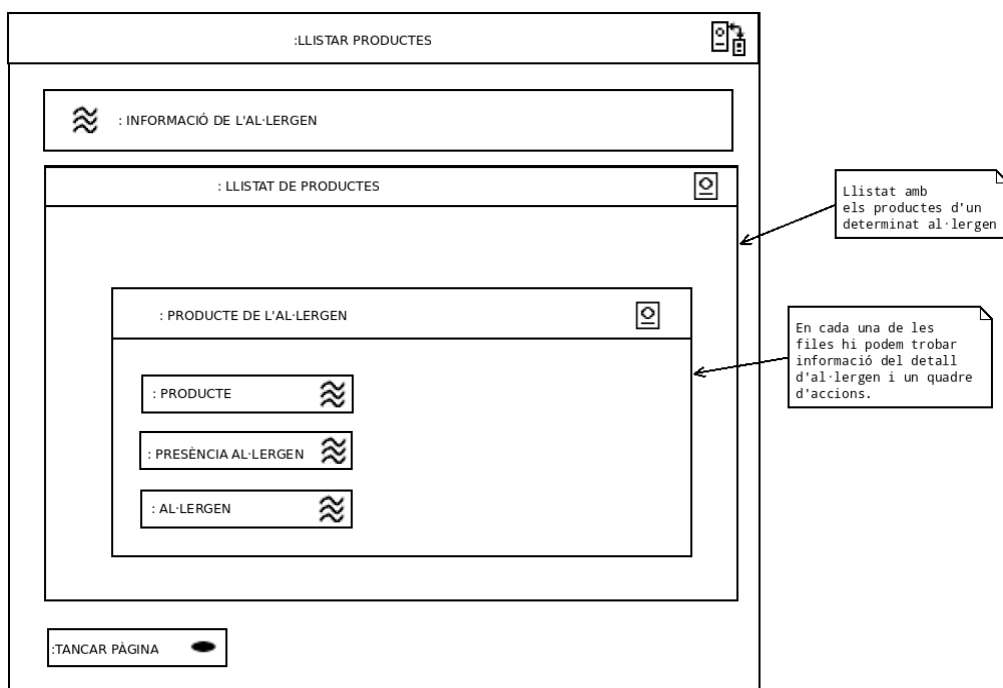 :LLISTAR PRODUCTES
: INFORMACIÓ DE L'AL·LERGEN
: LLISTAT DE PRODUCTES
Llistat amb
els productes d'un
determinat al·lergen
: PRODUCTE DE L'AL·LERGEN
En cada una de les
files hi podem trobar
informació del detall
d'al·lergen i un quadre
d'accions.
: PRODUCTE
: PRESÈNCIA AL·LERGEN
: AL·LERGEN
:TANCAR PÀGINA